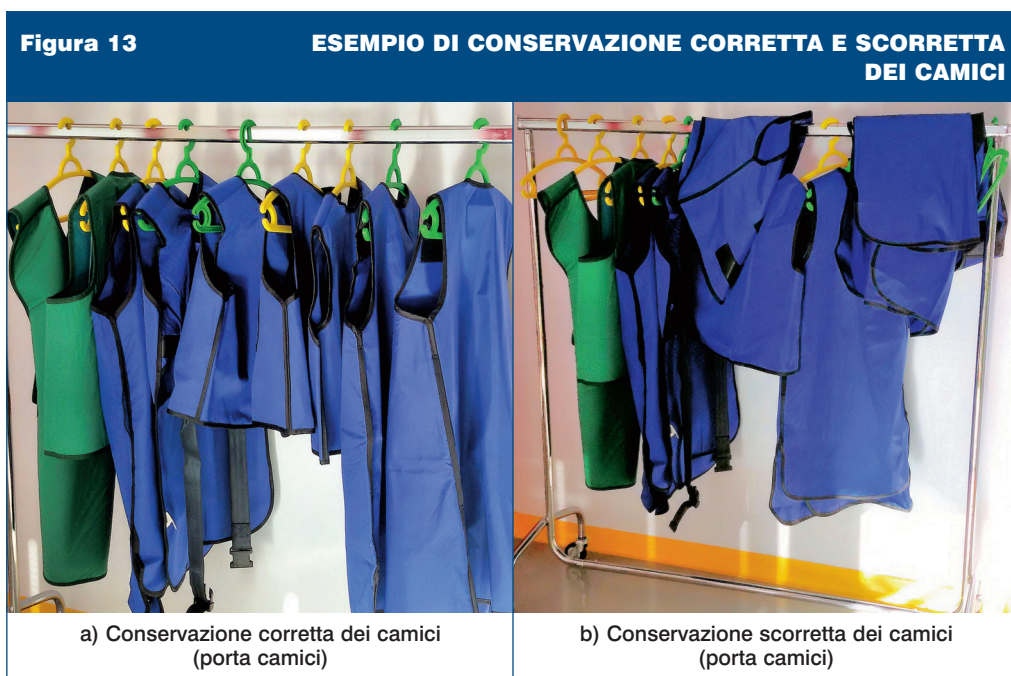 Figura 13
ESEMPIO DI CONSERVAZIONE CORRETTA E SCORRETTA
DEI CAMICI
a) Conservazione corretta dei camici
(porta camici)
b) Conservazione scorretta dei camici
(porta camici)